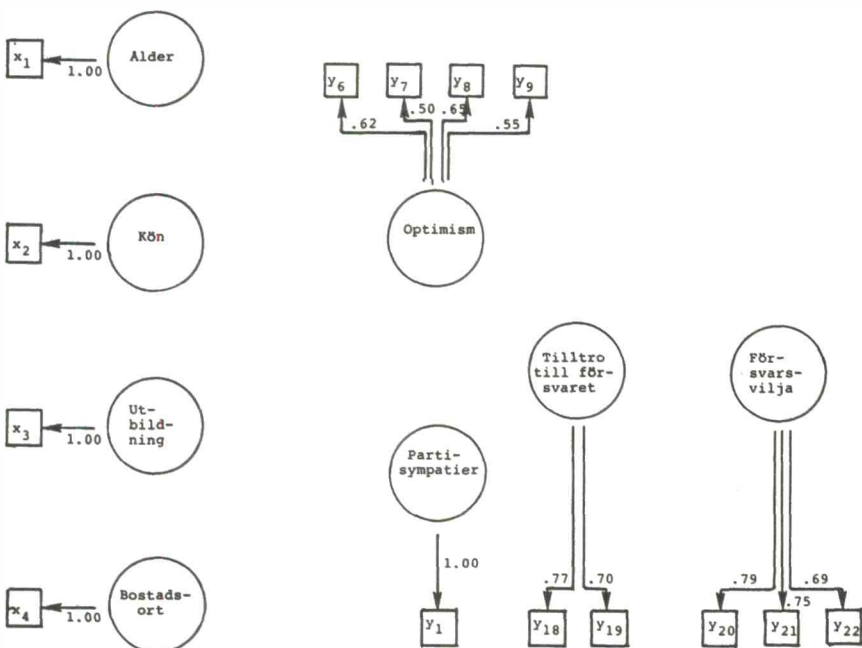 x1
1.00
Ålder
y6
y7
y8
y9
.62
.50
.65
.55
Optimism
x2
1.00
Kön
x3
1.00
Ut-
bild-
ning
Parti-
sympatier
1.00
y1
Tilltro
till för-
svaret
.77
.70
y18
y19
För-
svars-
vilja
.79
.75
.69
y20
y21
y22
x4
1.00
Bostads-
ort